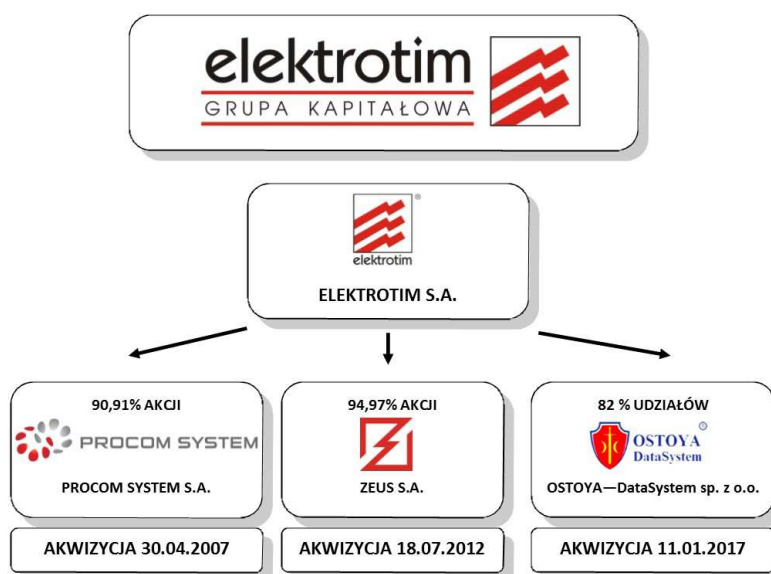 elektrotim
GRUPA KAPITAŁOWA
®
elektrotim
ELEKTROTIM S.A.
90,91% AKCJI
PROCOM SYSTEM
PROCOM SYSTEM S.A.
94,97% AKCJI
ZEUS S.A.
82 % UDZIAŁÓW
OSTOYA
DataSystem
OSTOYA—DataSystem sp. z o.o.
AKWIZYCJA 30.04.2007
AKWIZYCJA 18.07.2012
AKWIZYCJA 11.01.2017